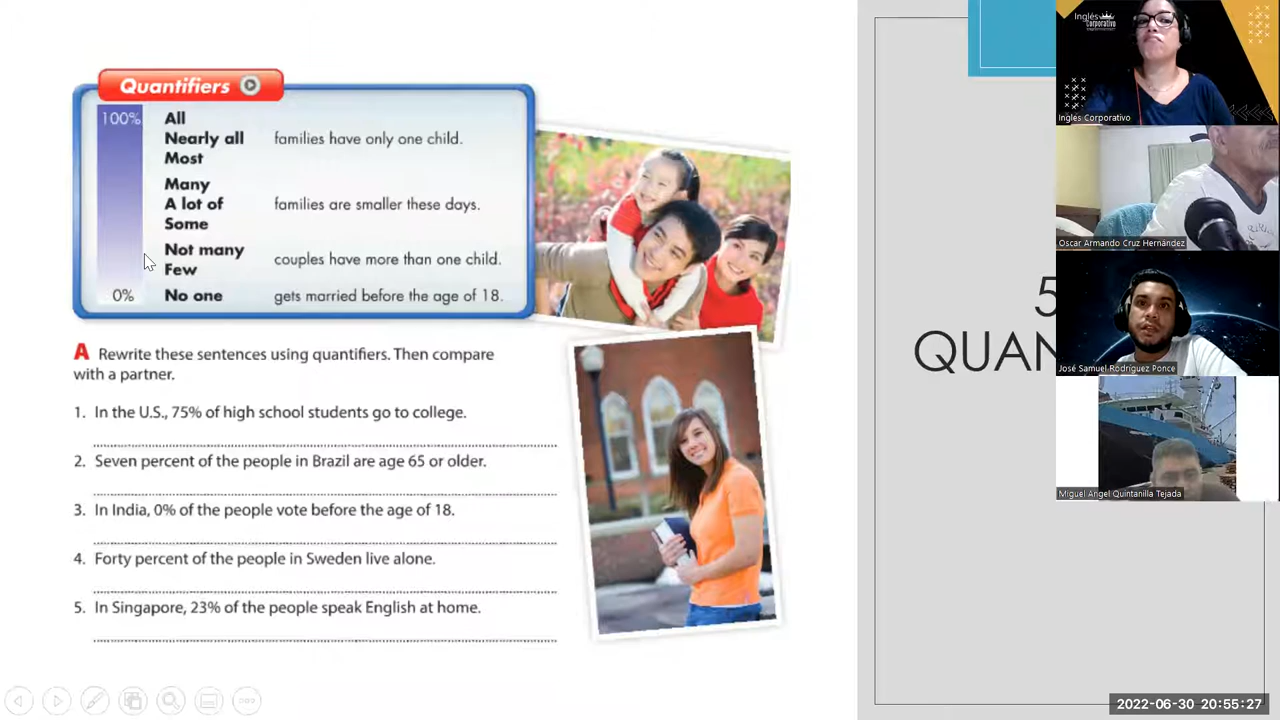 Quantifiers
100%
All
Nearly all families have only one child.
Most
Many
A lot of families are smaller these days.
Some
Not many
Few couples have more than one child.
0% No one gets married before the age of 18.
A Rewrite these sentences using quantifiers. Then compare
with a partner.
1. In the U.S., 75% of high school students go to college.
2. Seven percent of the people in Brazil are age 65 or older.
3. In India, 0% of the people vote before the age of 18.
4. Forty percent of the people in Sweden live alone.
5. In Singapore, 23% of the people speak English at home.
5
QUAN
Inglés
Corporativo
Inglés Corporativo
Oscar Armando Cruz Hernández
José Samuel Rodríguez Ponce
Miguel Angel Quintanilla Tejada
2022-06-30 20:55:27